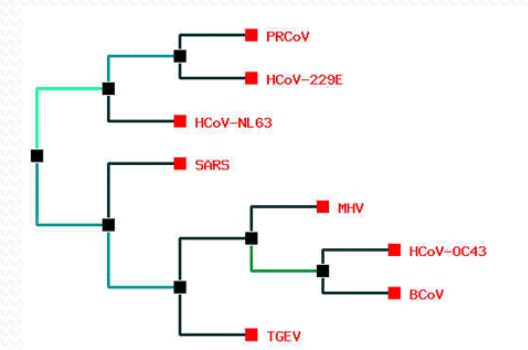 PRCoV
HCoV-229E
HCoV-NL63
SARS
MHV
HCoV-OC43
BCoV
TGEV